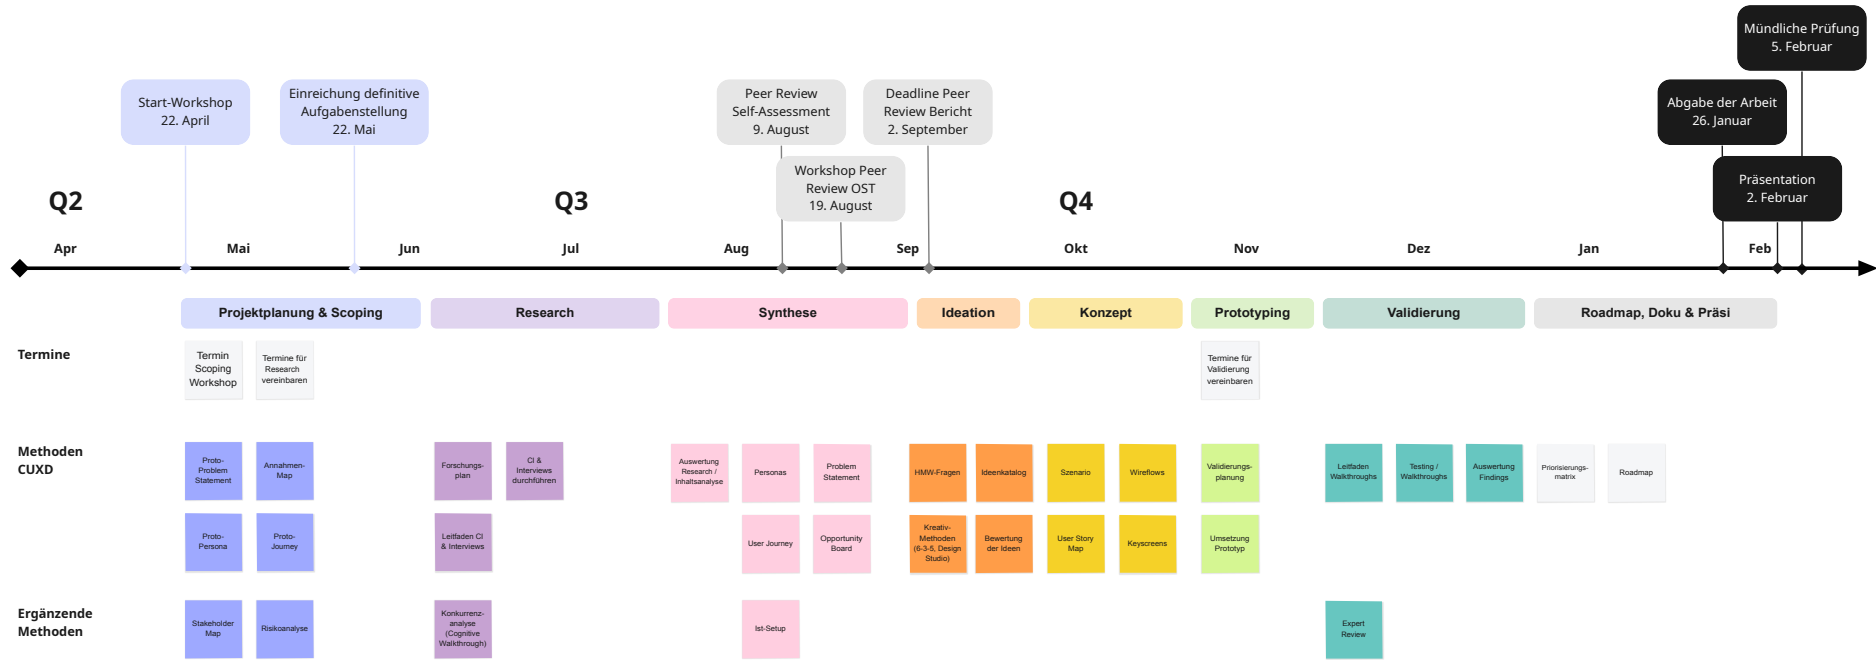 Mündliche Prüfung
5. Februar
Start-Workshop
22. April
Einreichung definitive
Aufgabenstellung
22. Mai
Peer Review
Self-Assessment
9. August
Deadline Peer
Review Bericht
2. September
Abgabe der Arbeit
26. Januar
Workshop Peer
Review OST
19. August
Präsentation
2. Februar
Q2
Q3
Q4
Apr
Mai
Jun
Jul
Aug
Sep
Okt
Nov
Dez
Jan
Feb
Projektplanung & Scoping
Research
Synthese
Ideation
Konzept
Prototyping
Validierung
Roadmap, Doku & Präsi
Termine
Termin
Scoping
Workshop
Termine für
Research
vereinbaren
Termine für
Validierung
vereinbaren
Methoden
CUXD
Proto-
Problem
Statement
Annahmen-
Map
Forschungs-
plan
CI &
Interviews
durchführen
Auswertung
Research /
Inhaltsanalyse
Personas
Problem
Statement
HMW-Fragen
Ideenkatalog
Szenario
Wireflows
Validierungs-
planung
Leitfaden
Walkthroughs
Testing /
Walkthroughs
Auswertung
Findings
Priorisierungs-
matrix
Roadmap
Proto-
Persona
Proto-
Journey
Leitfaden CI
& Interviews
User Journey
Opportunity
Board
Kreativ-
Methoden
(6-3-5, Design
Studio)
Bewertung
der Ideen
User Story
Map
Keyscreens
Umsetzung
Prototyp
Ergänzende
Methoden
Stakeholder
Map
Risikoanalyse
Konkurrenz-
analyse
(Cognitive
Walkthrough)
Ist-Setup
Expert
Review